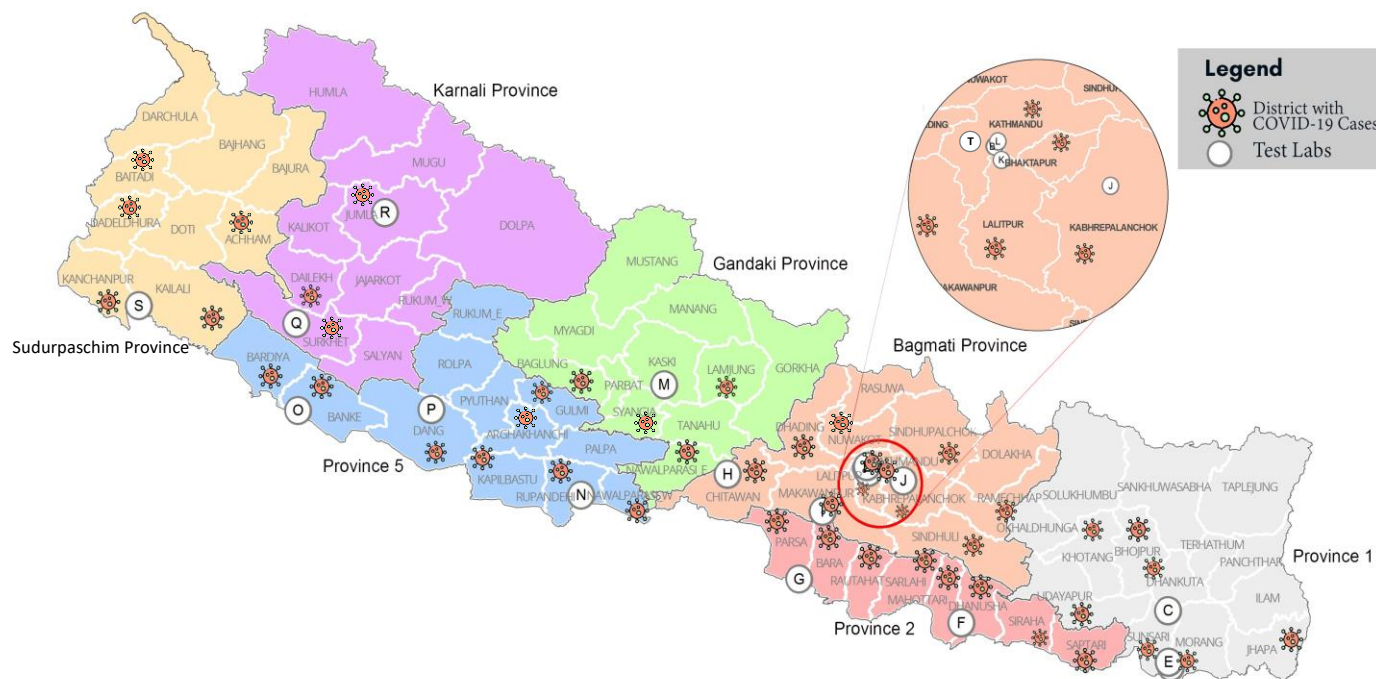 Legend
District with
COVID-19 Cases
Test Labs
Karnali Province
Gandaki Province
Bagmati Province
Sudurpaschim Province
Province 5
Province 2
Province 1
HUMLA
DARCHULA
BAJHANG
MUGU
BAJURA
BAITADI
JUMLA
R
DOLPA
DADELDHURA
DOTI
ACHHAM
KALIKOT
KANCHANPUR
KAILALI
S
DAILEKH
JAJARKOT
RUKUM_W
RUKUM_E
Q
SURKHET
SALYAN
MUSTANG
MANANG
MYAGDI
KASKI
M
LAMJUNG
GORKHA
BAGLUNG
PARBAT
SYANGJA
TANAHU
NAWALPARASI_E
BARDIYA
O
BANKE
ROLPA
P
DANG
PYUTHAN
GULMI
ARGHAKHANCHI
PALPA
KAPILBASTU
RUPANDEHI
N
NAWALPARASI_W
RASUWA
DHADING
NUWAKOT
SINDHUPALCHOK
DOLAKHA
H
CHITAWAN
MAKAWANPUR
LALITPUR
J
KABHREPALANCHOK
RAMECHHAP
SINDHULI
PARSA
G
BARA
RAUTAHAT
SARLAHI
MAHOTTARI
DHANUSHA
F
SIRAHA
SAPTARI
SOLUKHUMBU
SANKHUWASABHA
TAPLEJUNG
OKHALDHUNGA
KHOTANG
BHOJPUR
TERHATHUM
PANCHTHAR
DHANKUTA
UDAYAPUR
C
ILAM
SUNSARI
MORANG
E
JHAPA
KATHMANDU
T
L
B
K
BHAKTAPUR
J
LALITPUR
KABHREPALANCHOK